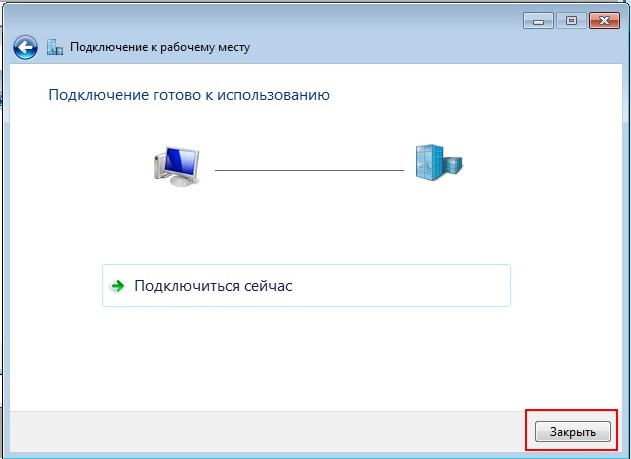 Подключение к рабочему месту
Подключение готово к использованию
Подключиться сейчас
Закрыть